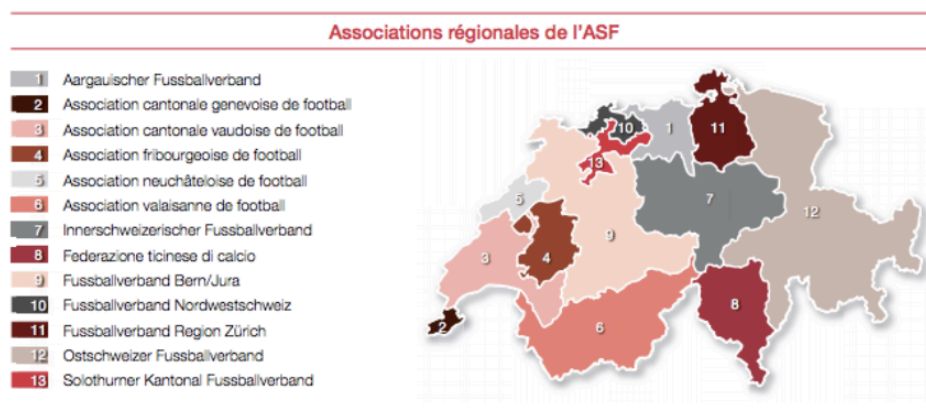 Associations régionales de l'ASF
1 Aargauischer Fussballverband
2 Association cantonale genevoise de football
3 Association cantonale vaudoise de football
4 Association fribourgeoise de football
5 Association neuchâteloise de football
6 Association valaisanne de football
7 Innerschweizerischer Fussballverband
8 Federazione ticinese di calcio
9 Fussballverband Bern/Jura
10 Fussballverband Nordwestschweiz
11 Fussballverband Region Zürich
12 Ostschweizer Fussballverband
13 Solothurner Kantonal Fussballverband
10 1 11
13
5 7 12
9
3 4
8
2 6